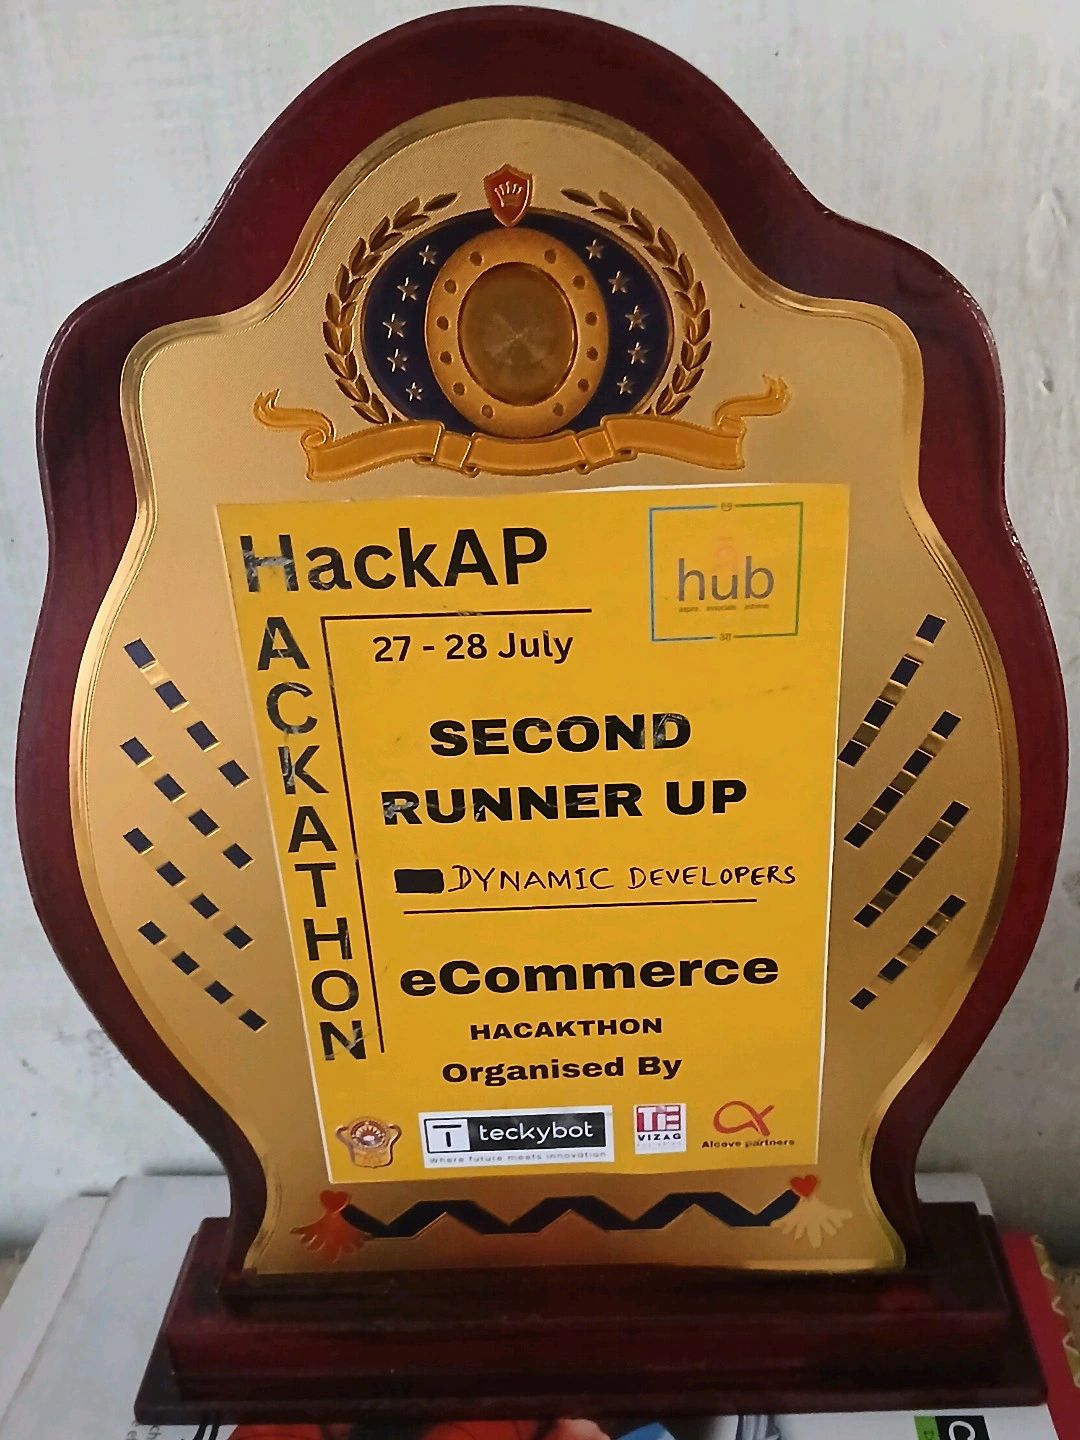 HackAP
HACKATHON
hub
27 - 28 July
SECOND
RUNNER UP
DYNAMIC DEVELOPERS
eCommerce
HACAKTHON
Organised By
T teckybot
Where future meets innovation
TiE
VIZAG
Alcove partners